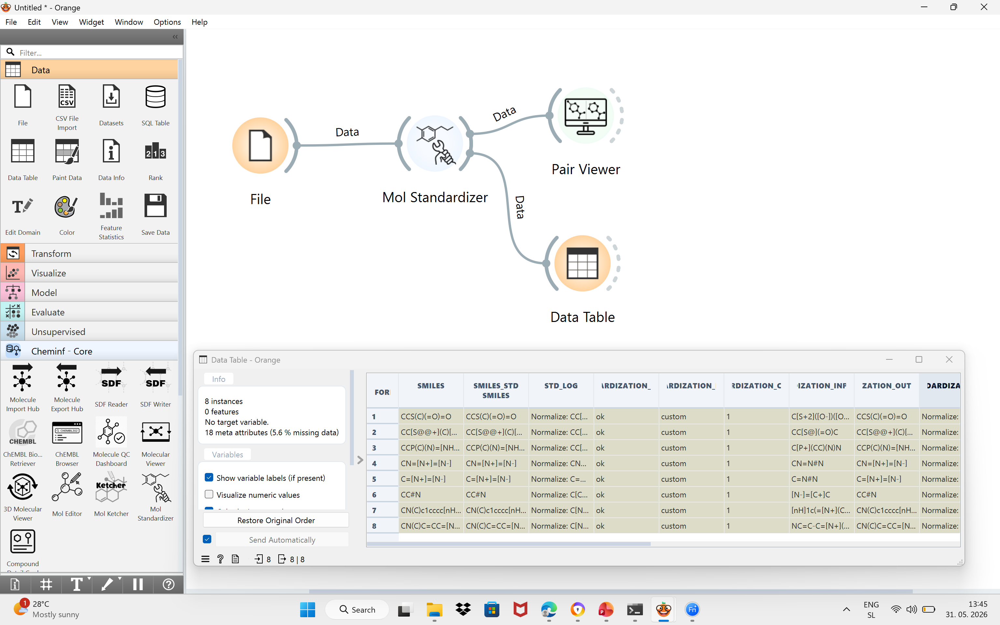 Untitled * - Orange
File Edit View Widget Window Options Help
Filter...
Data
File
CSV File Import
Datasets
SQL Table
Data Table
Paint Data
Data Info
Rank
Edit Domain
Color
Feature Statistics
Save Data
Transform
Visualize
Model
Evaluate
Unsupervised
Cheminf - Core
Molecule Import Hub
Molecule Export Hub
SDF
SDF Reader
SDF
SDF Writer
CHEMBL
ChEMBL Bio... Retriever
ChEMBL Browser
Molecule QC Dashboard
Molecular Viewer
3D Molecular Viewer
Mol Editor
Ketcher
Mol Ketcher
Mol Standardizer
Compound
File
Data
Mol Standardizer
Data
Pair Viewer
Data
Data Table
Data Table - Orange
Info
8 instances
0 features
No target variable.
18 meta attributes (5.6 % missing data)
Variables
Show variable labels (if present)
Visualize numeric values
Restore Original Order
Send Automatically
8 8 | 8
FOR SMILES SMILES_STD SMILES STD_LOG ARDIZATION_ ARDIZATION_ RDIZATION_C IZATION_INP ZATION_OUT DARDIZA
1 CCS(C)(=O)=O CCS(C)(=O)=O Normalize: CC[... ok custom 1 C[S+2]([O-])([O... CCS(C)(=O)=O Normalize:
2 CC[S@@+](C)[... CC[S@@+](C)[... Normalize: CC[... ok custom 1 CC[S@](=O)C CC[S@@+](C)[... Normalize:
3 CCP(C)(N)=[NH... CCP(C)(N)=[NH... Normalize: CC[... ok custom 1 C[P+](CC)(N)N CCP(C)(N)=[NH... Normalize:
4 CN=[N+]=[N-] CN=[N+]=[N-] Normalize: CN... ok custom 1 CN=N#N CN=[N+]=[N-] Normalize:
5 C=[N+]=[N-] C=[N+]=[N-] Normalize: C=... ok custom 1 C=N#N C=[N+]=[N-] Normalize:
6 CC#N CC#N Normalize: C[C... ok custom 1 [N-]=[C+]C CC#N Normalize:
7 CN(C)c1cccc[nH... CN(C)c1cccc[nH... Normalize: C[N... ok custom 1 [nH]1c(=[N+](C... CN(C)c1cccc[nH... Normalize:
8 CN(C)C=CC=[N... CN(C)C=CC=[N... Normalize: C[N... ok custom 1 NC=C-C=[N+](... CN(C)C=CC=[N... Normalize:
1
28°C
Mostly sunny
Search
ENG
SL
13:45
31. 05. 2026